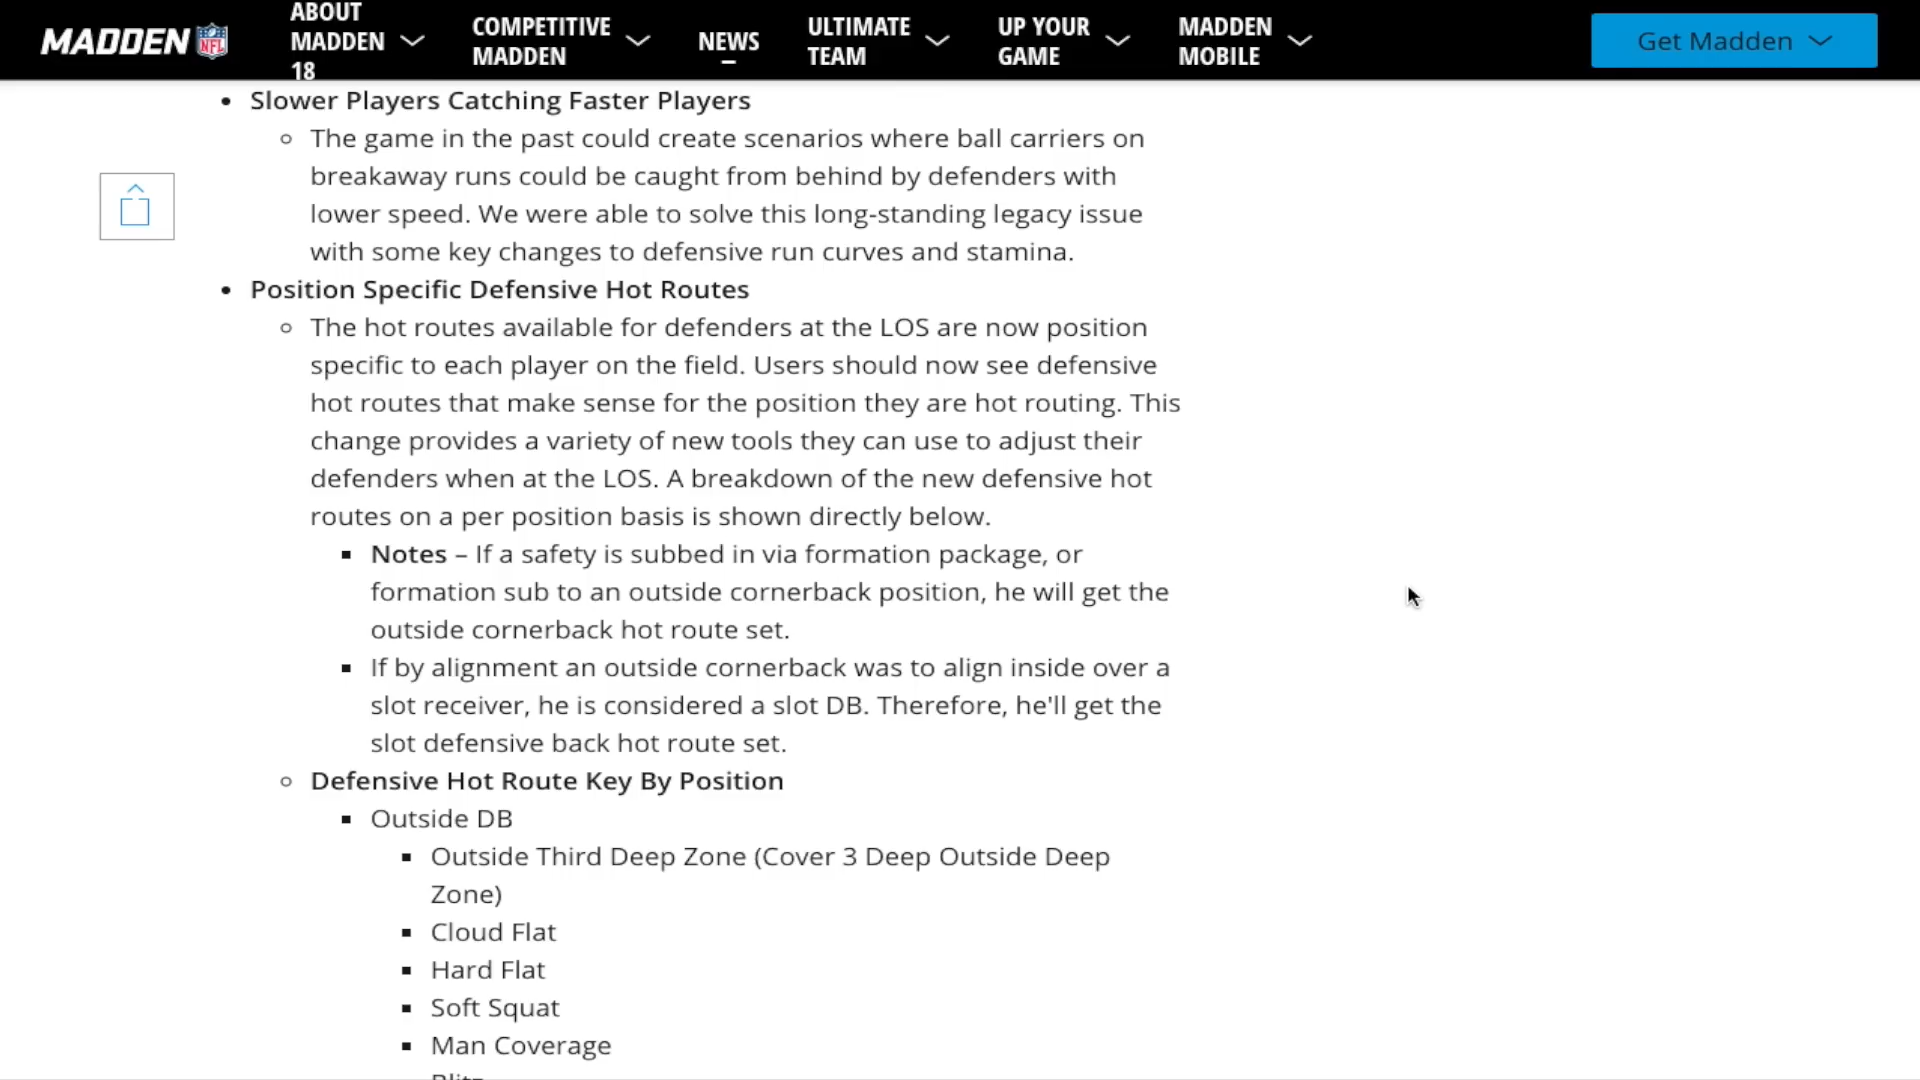 MADDEN NFL
ABOUT
MADDEN
18
COMPETITIVE
MADDEN
NEWS
ULTIMATE
TEAM
UP YOUR
GAME
MADDEN
MOBILE
Get Madden
Slower Players Catching Faster Players
The game in the past could create scenarios where ball carriers on
breakaway runs could be caught from behind by defenders with
lower speed. We were able to solve this long-standing legacy issue
with some key changes to defensive run curves and stamina.
Position Specific Defensive Hot Routes
The hot routes available for defenders at the LOS are now position
specific to each player on the field. Users should now see defensive
hot routes that make sense for the position they are hot routing. This
change provides a variety of new tools they can use to adjust their
defenders when at the LOS. A breakdown of the new defensive hot
routes on a per position basis is shown directly below.
Notes – If a safety is subbed in via formation package, or
formation sub to an outside cornerback position, he will get the
outside cornerback hot route set.
If by alignment an outside cornerback was to align inside over a
slot receiver, he is considered a slot DB. Therefore, he'll get the
slot defensive back hot route set.
Defensive Hot Route Key By Position
Outside DB
Outside Third Deep Zone (Cover 3 Deep Outside Deep
Zone)
Cloud Flat
Hard Flat
Soft Squat
Man Coverage